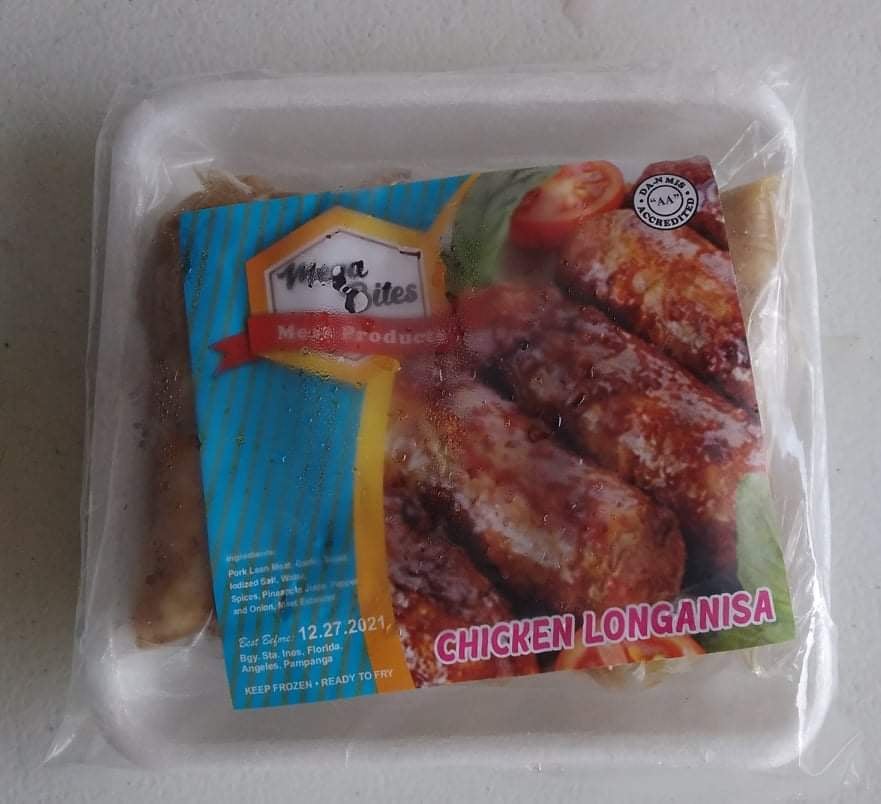 DA-NMIS
"AA"
ACCREDITED
Mega
Bites
Meat Products
Ingredients:
Pork Lean Meat,
Iodized Salt, Water,
Spices, Pineapple Juice, Pepper
and Onion, Meat Extender
Best Before: 12.27.2021
Bgy. Sta. Ines, Florida.
Angeles, Pampanga
KEEP FROZEN • READY TO FRY
CHICKEN LONGANISA